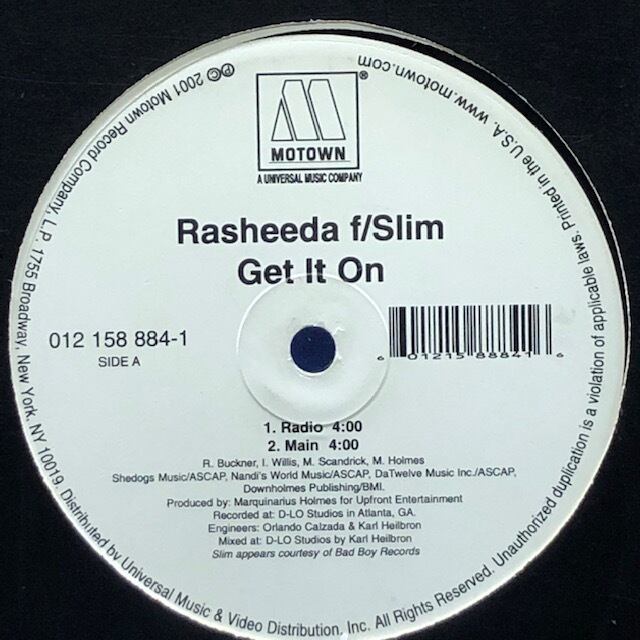 MOTOWN®
A UNIVERSAL MUSIC COMPANY
Rasheeda f/Slim
Get It On
012 158 884-1
SIDE A
6 01215 88841 6
1. Radio 4:00
2. Main 4:00
R. Buckner, I. Willis, M. Scandrick, M. Holmes
Shedogs Music/ASCAP, Nandi's World Music/ASCAP, DaTwelve Music Inc./ASCAP,
Downholmes Publishing/BMI.
Produced by: Marquinarius Holmes for Upfront Entertainment
Recorded at: D-LO Studios in Atlanta, GA.
Engineers: Orlando Calzada & Karl Heilbron
Mixed at: D-LO Studios by Karl Heilbron
Slim appears courtesy of Bad Boy Records
℗© 2001 Motown Record Company, L.P. 1755 Broadway, New York, NY 10019. Distributed by Universal Music & Video Distribution, Inc. All Rights Reserved. Unauthorized duplication is a violation of applicable laws. Printed in the U.S.A. www.motown.com